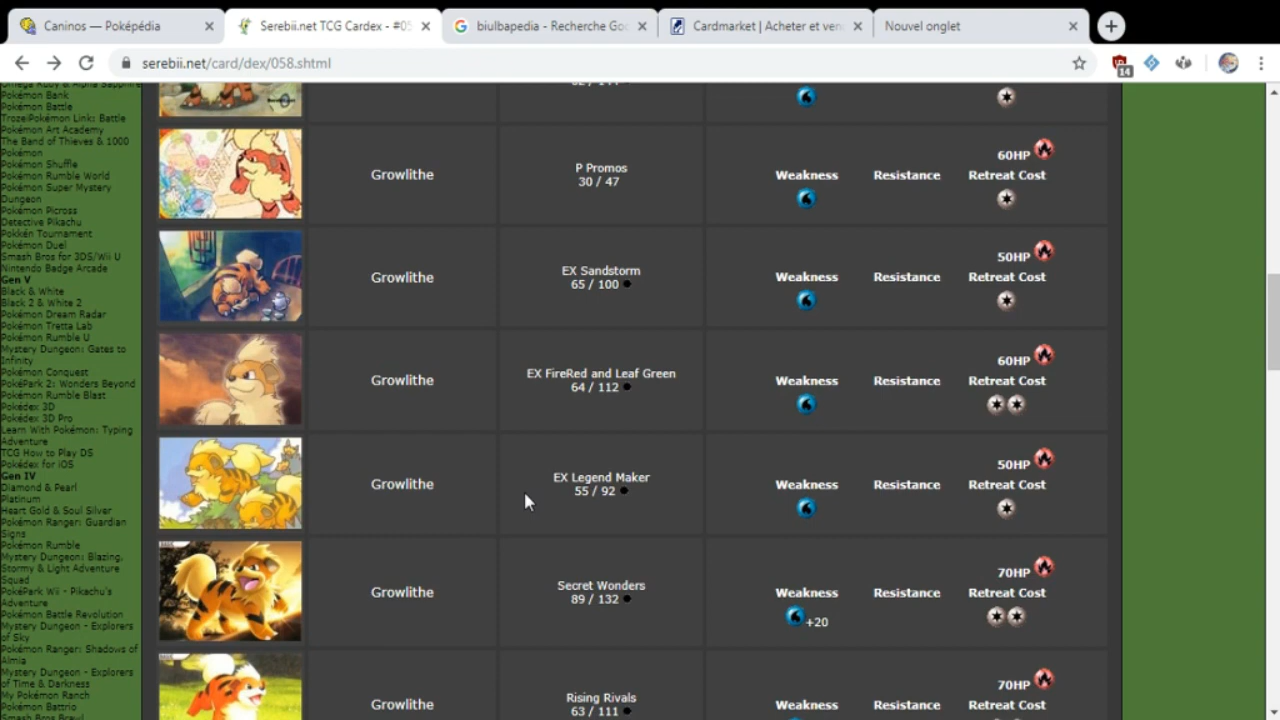 Caninos — Poképédia
Serebii.net TCG Cardex - #05
biulbapedia - Recherche Goo
Cardmarket | Acheter et ven
Nouvel onglet
serebii.net/card/dex/058.shtml
14
Omega Ruby & Alpha Sapphire
Pokémon Bank
Pokémon Battle
Troze/Pokémon Link: Battle
Pokémon Art Academy
The Band of Thieves & 1000
Pokémon
Pokémon Shuffle
Pokémon Rumble World
Pokémon Super Mystery
Dungeon
Pokémon Picross
Detective Pikachu
Pokkén Tournament
Pokémon Duel
Smash Bros for 3DS/Wii U
Nintendo Badge Arcade
Gen V
Black & White
Black 2 & White 2
Pokémon Dream Radar
Pokémon Tretta Lab
Pokémon Rumble U
Mystery Dungeon: Gates to
Infinity
Pokémon Conquest
PokéPark 2: Wonders Beyond
Pokémon Rumble Blast
Pokédex 3D
Pokédex 3D Pro
Learn With Pokémon: Typing
Adventure
TCG How to Play DS
Pokédex for iOS
Gen IV
Diamond & Pearl
Platinum
Heart Gold & Soul Silver
Pokémon Ranger: Guardian
Signs
Pokémon Rumble
Mystery Dungeon: Blazing,
Stormy & Light Adventure
Squad
PokéPark Wii - Pikachu's
Adventure
Pokémon Battle Revolution
Mystery Dungeon - Explorers
of Sky
Pokémon Ranger: Shadows of
Almia
Mystery Dungeon - Explorers
of Time & Darkness
My Pokémon Ranch
Pokémon Battrio
Smash Bros Brawl
Growlithe
P Promos
30 / 47
Weakness
Resistance
60HP
Retreat Cost
Growlithe
EX Sandstorm
65 / 100
Weakness
Resistance
50HP
Retreat Cost
Growlithe
EX FireRed and Leaf Green
64 / 112
Weakness
Resistance
60HP
Retreat Cost
Growlithe
EX Legend Maker
55 / 92
Weakness
Resistance
50HP
Retreat Cost
Growlithe
Secret Wonders
89 / 132
Weakness
+20
Resistance
70HP
Retreat Cost
Growlithe
Rising Rivals
63 / 111
Weakness
Resistance
70HP
Retreat Cost